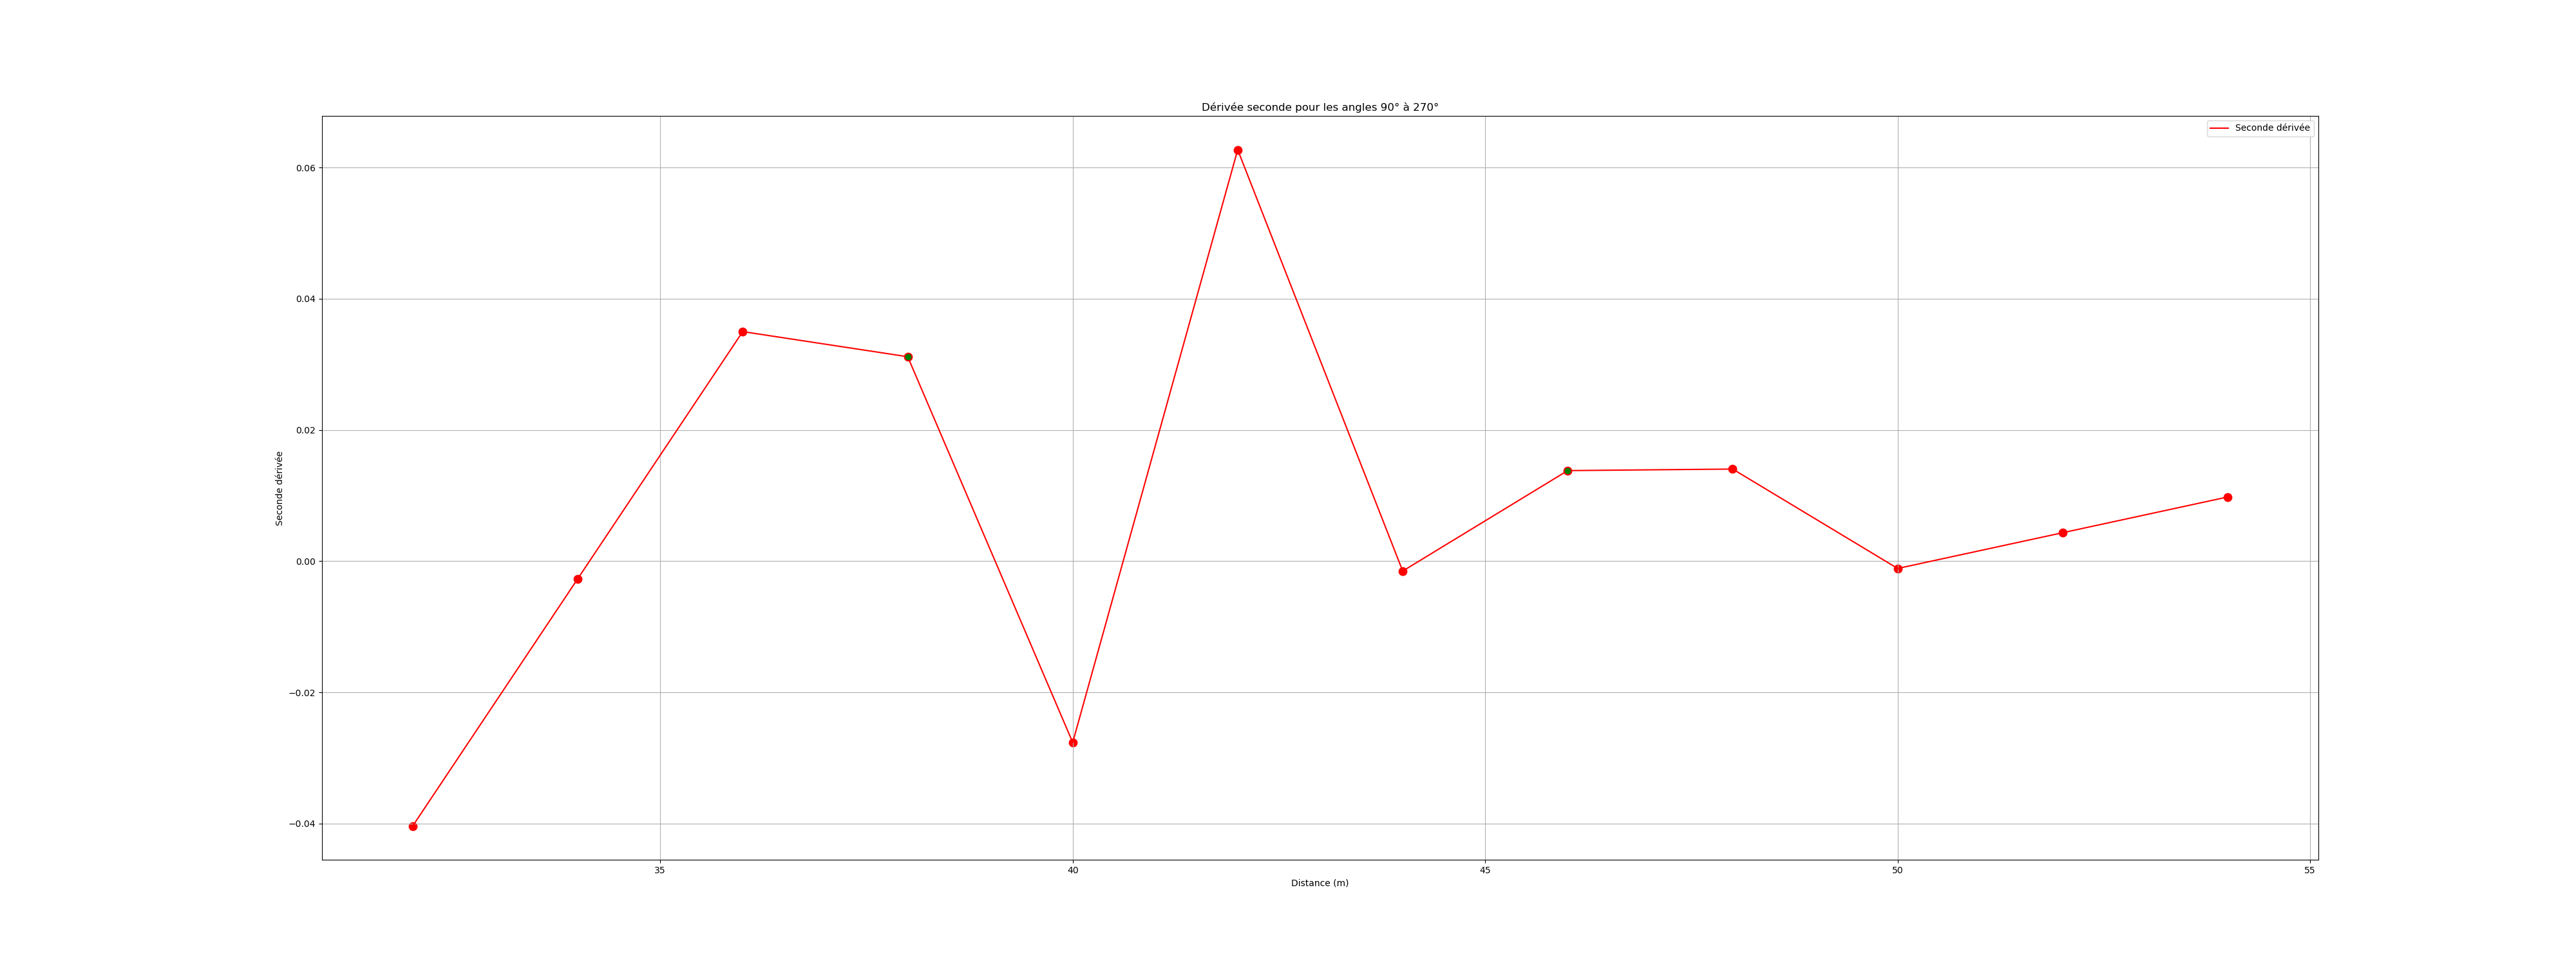 Dérivée seconde pour les angles 90° à 270°
Seconde dérivée
0.06
0.04
0.02
0.00
−0.02
−0.04
Seconde dérivée
35
40
45
50
55
Distance (m)